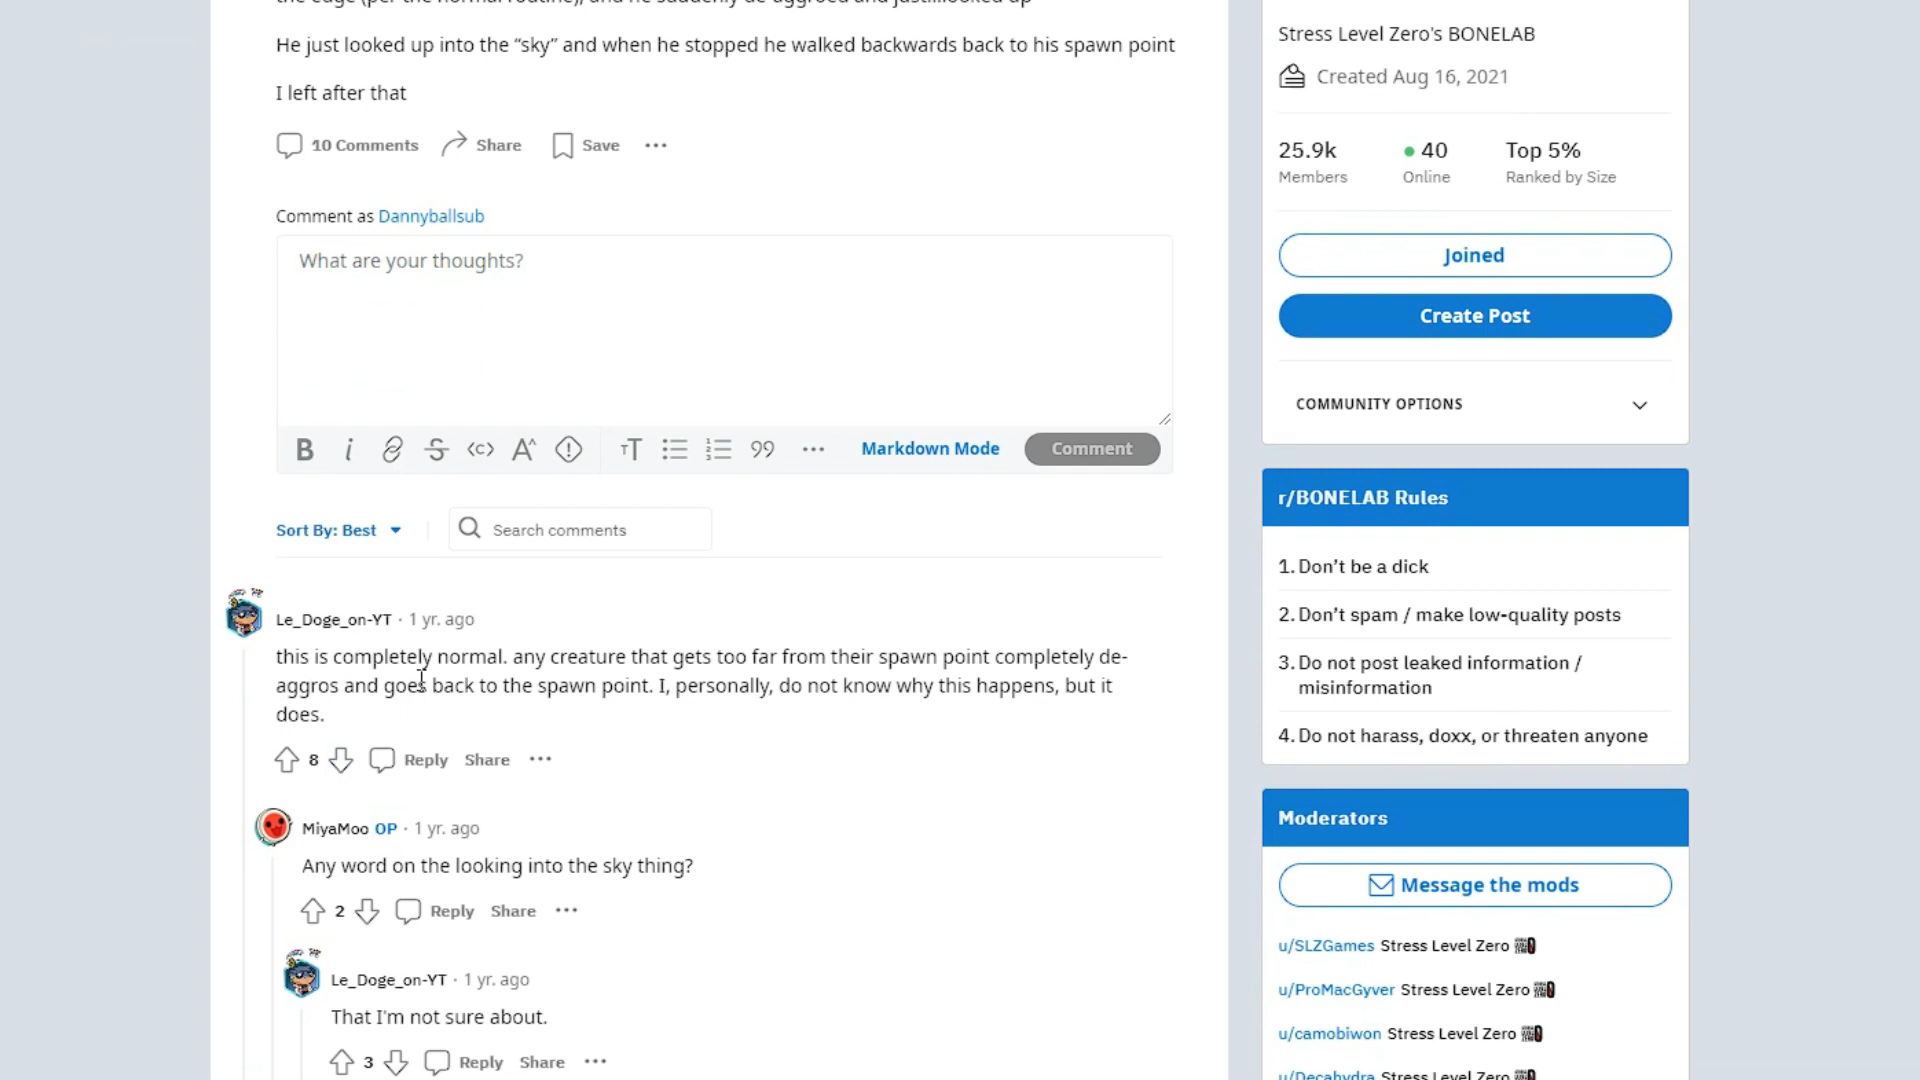 He just looked up into the “sky” and when he stopped he walked backwards back to his spawn point
I left after that
10 Comments Share Save
Comment as Dannyballsub
What are your thoughts?
Markdown Mode Comment
Sort By: Best Search comments
Le_Doge_on-YT · 1 yr. ago
this is completely normal. any creature that gets too far from their spawn point completely de-
aggros and goes back to the spawn point. I, personally, do not know why this happens, but it
does.
8 Reply Share
MiyaMoo OP · 1 yr. ago
Any word on the looking into the sky thing?
2 Reply Share
Le_Doge_on-YT · 1 yr. ago
That I'm not sure about.
3 Reply Share
Stress Level Zero's BONELAB
Created Aug 16, 2021
25.9k 40 Top 5%
Members Online Ranked by Size
Joined
Create Post
COMMUNITY OPTIONS
r/BONELAB Rules
1. Don’t be a dick
2. Don’t spam / make low-quality posts
3. Do not post leaked information /
misinformation
4. Do not harass, doxx, or threaten anyone
Moderators
Message the mods
u/SLZGames Stress Level Zero
u/ProMacGyver Stress Level Zero
u/camobiwon Stress Level Zero
u/Decahydra Stress Level Zero